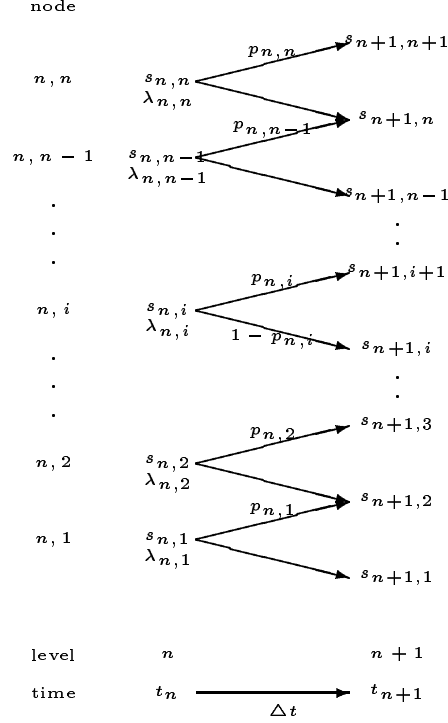 node
p_{n,n} s_{n+1,n+1}
n, n s_{n,n}
λ_{n,n} s_{n+1,n}
p_{n,n−1}
n, n − 1 s_{n,n−1}
λ_{n,n−1}
. s_{n+1,n−1}
. .
. .
p_{n,i} s_{n+1,i+1}
n, i s_{n,i}
λ_{n,i}
1 − p_{n,i} s_{n+1,i}
.
. .
. .
p_{n,2} s_{n+1,3}
n, 2 s_{n,2}
λ_{n,2}
p_{n,1} s_{n+1,2}
n, 1 s_{n,1}
λ_{n,1}
s_{n+1,1}
level n n + 1
time t_n t_{n+1}
△t